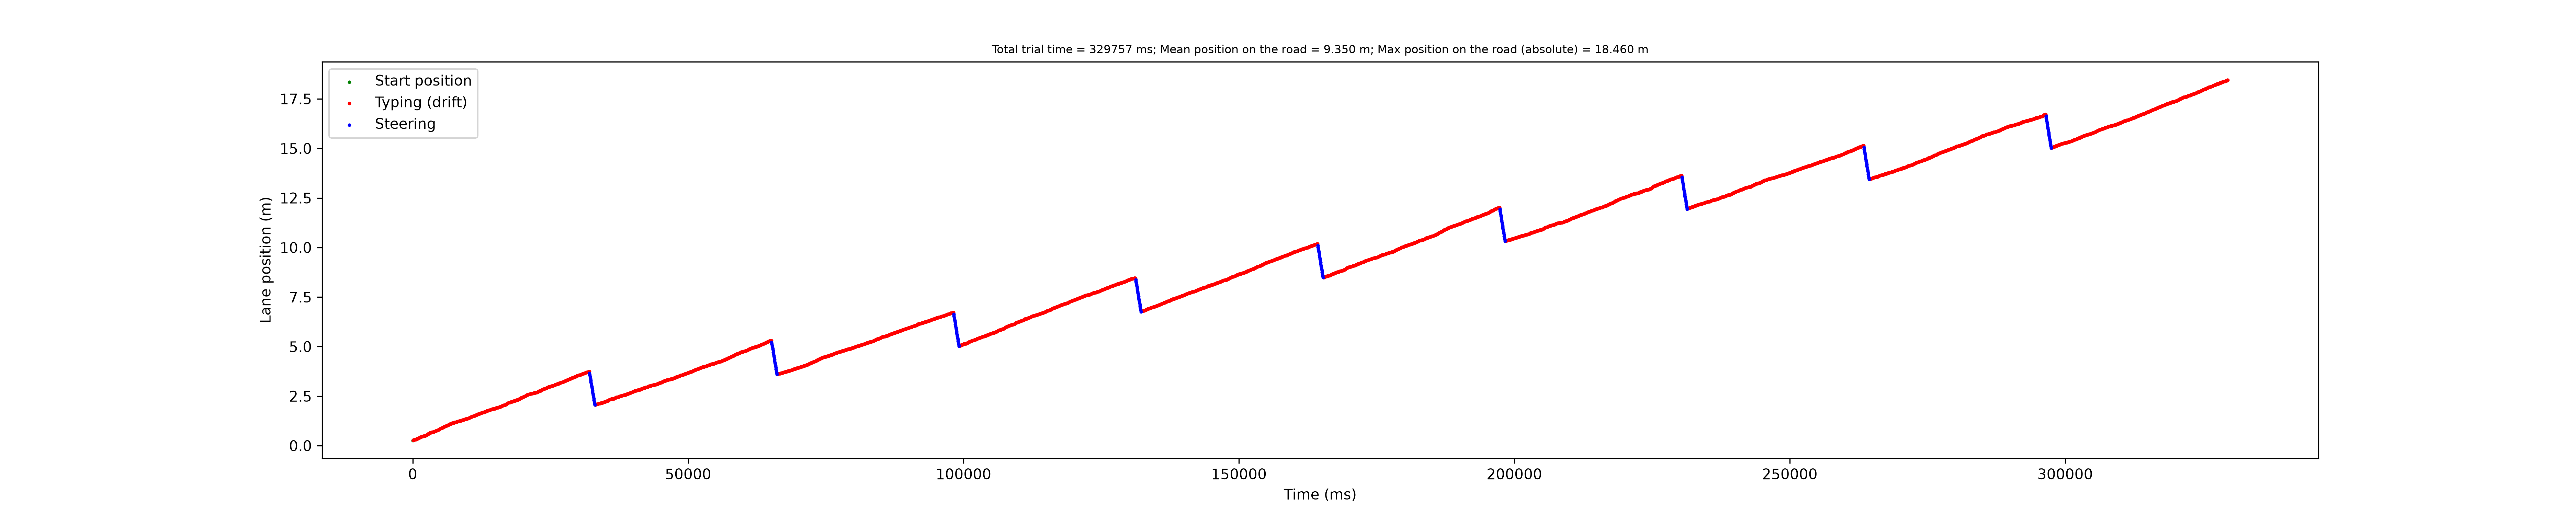 Total trial time = 329757 ms; Mean position on the road = 9.350 m; Max position on the road (absolute) = 18.460 m
Start position
Typing (drift)
Steering
17.5
15.0
12.5
10.0
7.5
5.0
2.5
0.0
Lane position (m)
0 50000 100000 150000 200000 250000 300000
Time (ms)